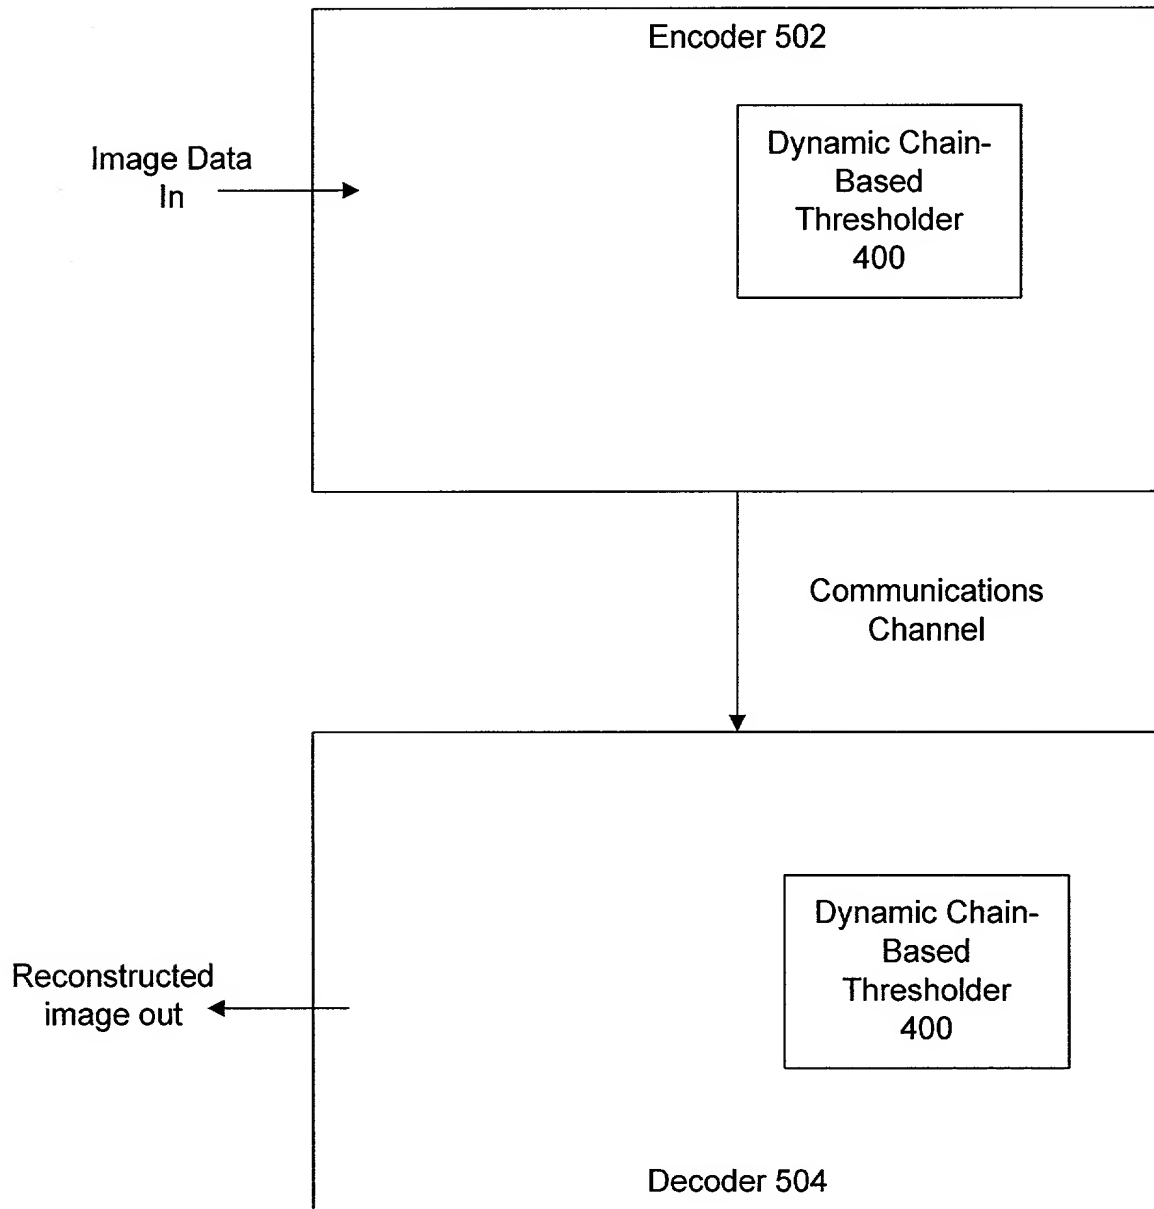 Encoder 502
Dynamic Chain-
Based
Thresholder
400
Image Data
In
Communications
Channel
Dynamic Chain-
Based
Thresholder
400
Reconstructed
image out
Decoder 504